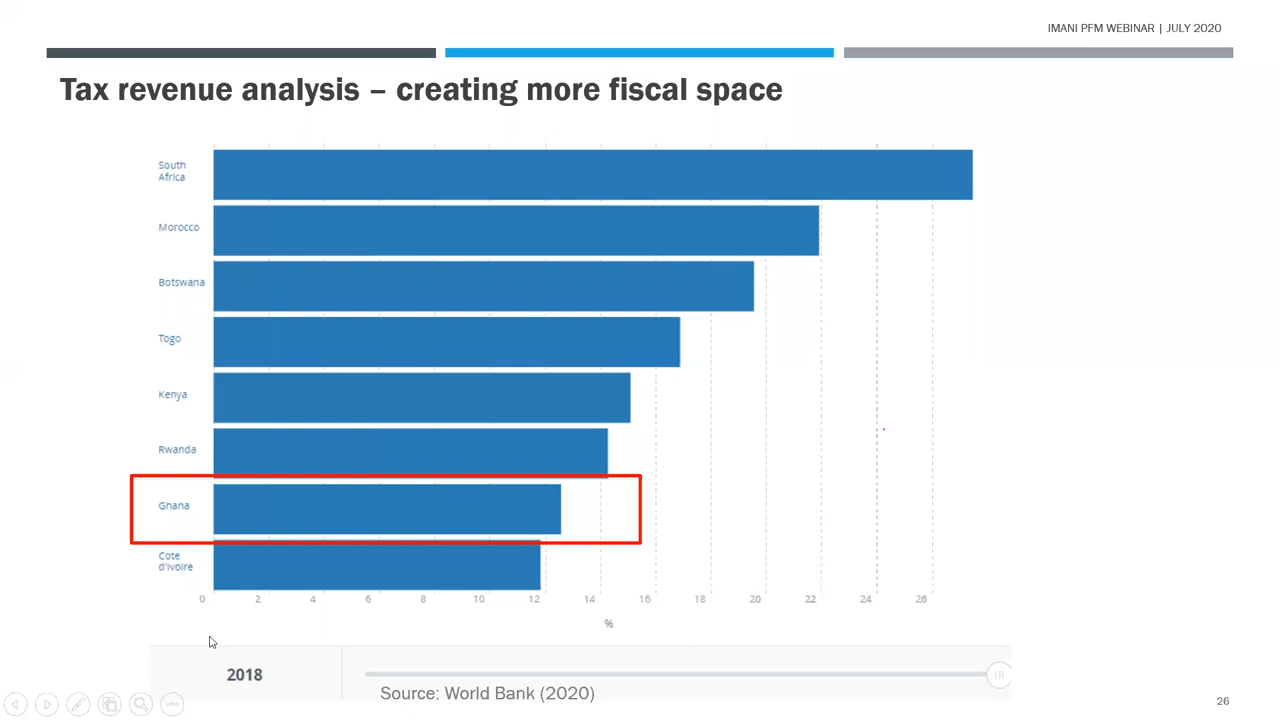 IMANI PFM WEBINAR | JULY 2020
Tax revenue analysis – creating more fiscal space
South
Africa
Morocco
Botswana
Togo
Kenya
Rwanda
Ghana
Cote
d'Ivoire
0 2 4 6 8 10 12 14 16 18 20 22 24 26
%
2018
Source: World Bank (2020)
26